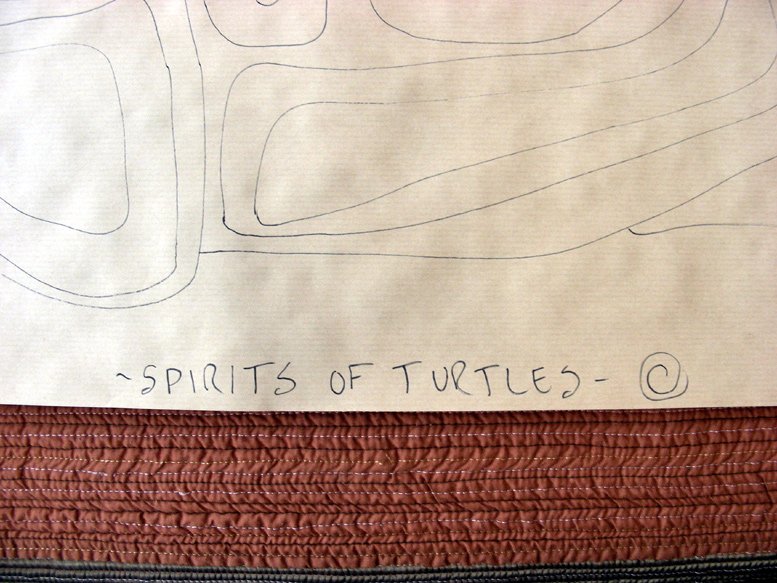 ~SPIRITS OF TURTLES- ©